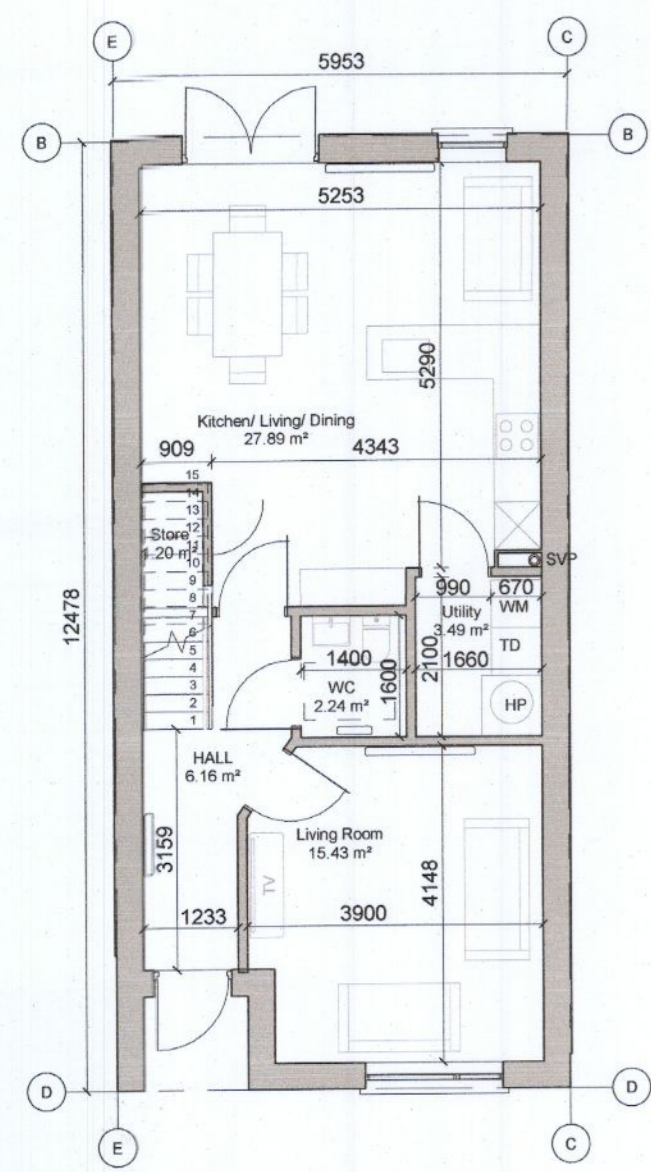 E
C
5953
B
B
5253
5290
Kitchen/ Living/ Dining
27.89 m²
909
4343
15
14
13
12
11
10
9
8
7
6
5
4
3
2
1
Store
1.20 m²
SVP
990
670
Utility
3.49 m²
WM
TD
HP
2100
1660
12478
1400
1600
WC
2.24 m²
HALL
6.16 m²
3159
Living Room
15.43 m²
TV
4148
1233
3900
D
D
E
C